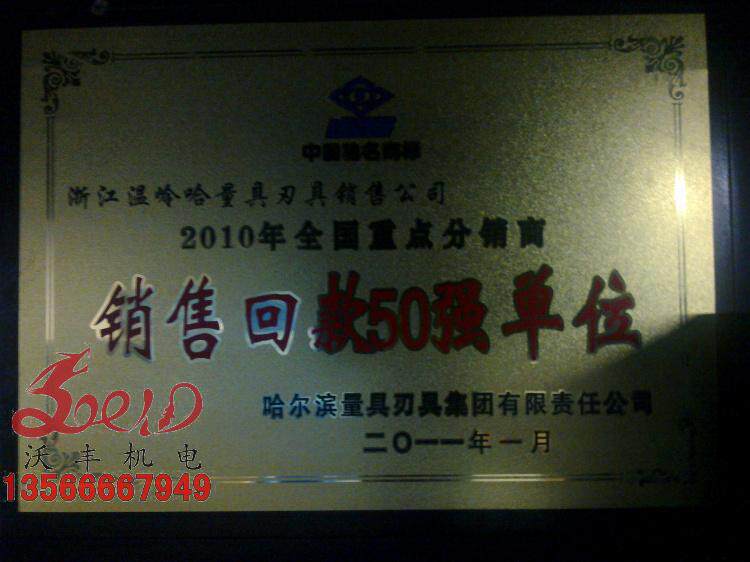 中国驰名商标
浙江温岭哈量具刃具销售公司
2010年全国重点分销商
销售回款50强单位
哈尔滨量具刃具集团有限责任公司
二〇一一年一月
沃丰机电
13566667949